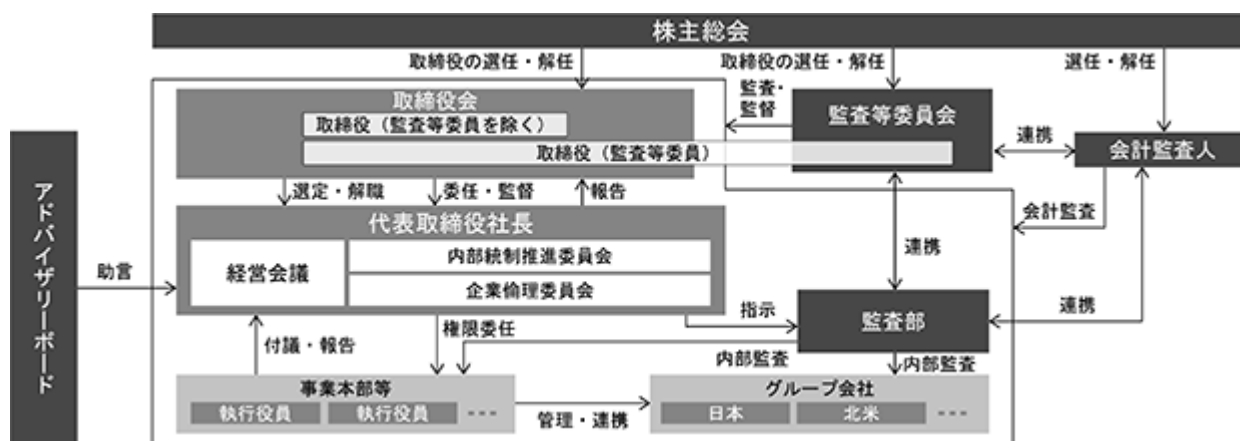 株主総会
取締役の選任・解任
取締役の選任・解任
選任・解任
取締役会
取締役（監査等委員を除く）
取締役（監査等委員）
監査・
監督
監査等委員会
連携
会計監査人
選定・解職
委任・監督
報告
会計監査
アドバイザリーボード
助言
代表取締役社長
経営会議
内部統制推進委員会
企業倫理委員会
連携
指示
監査部
連携
付議・報告
権限委任
内部監査
内部監査
事業本部等
執行役員
執行役員
管理・連携
グループ会社
日本
北米